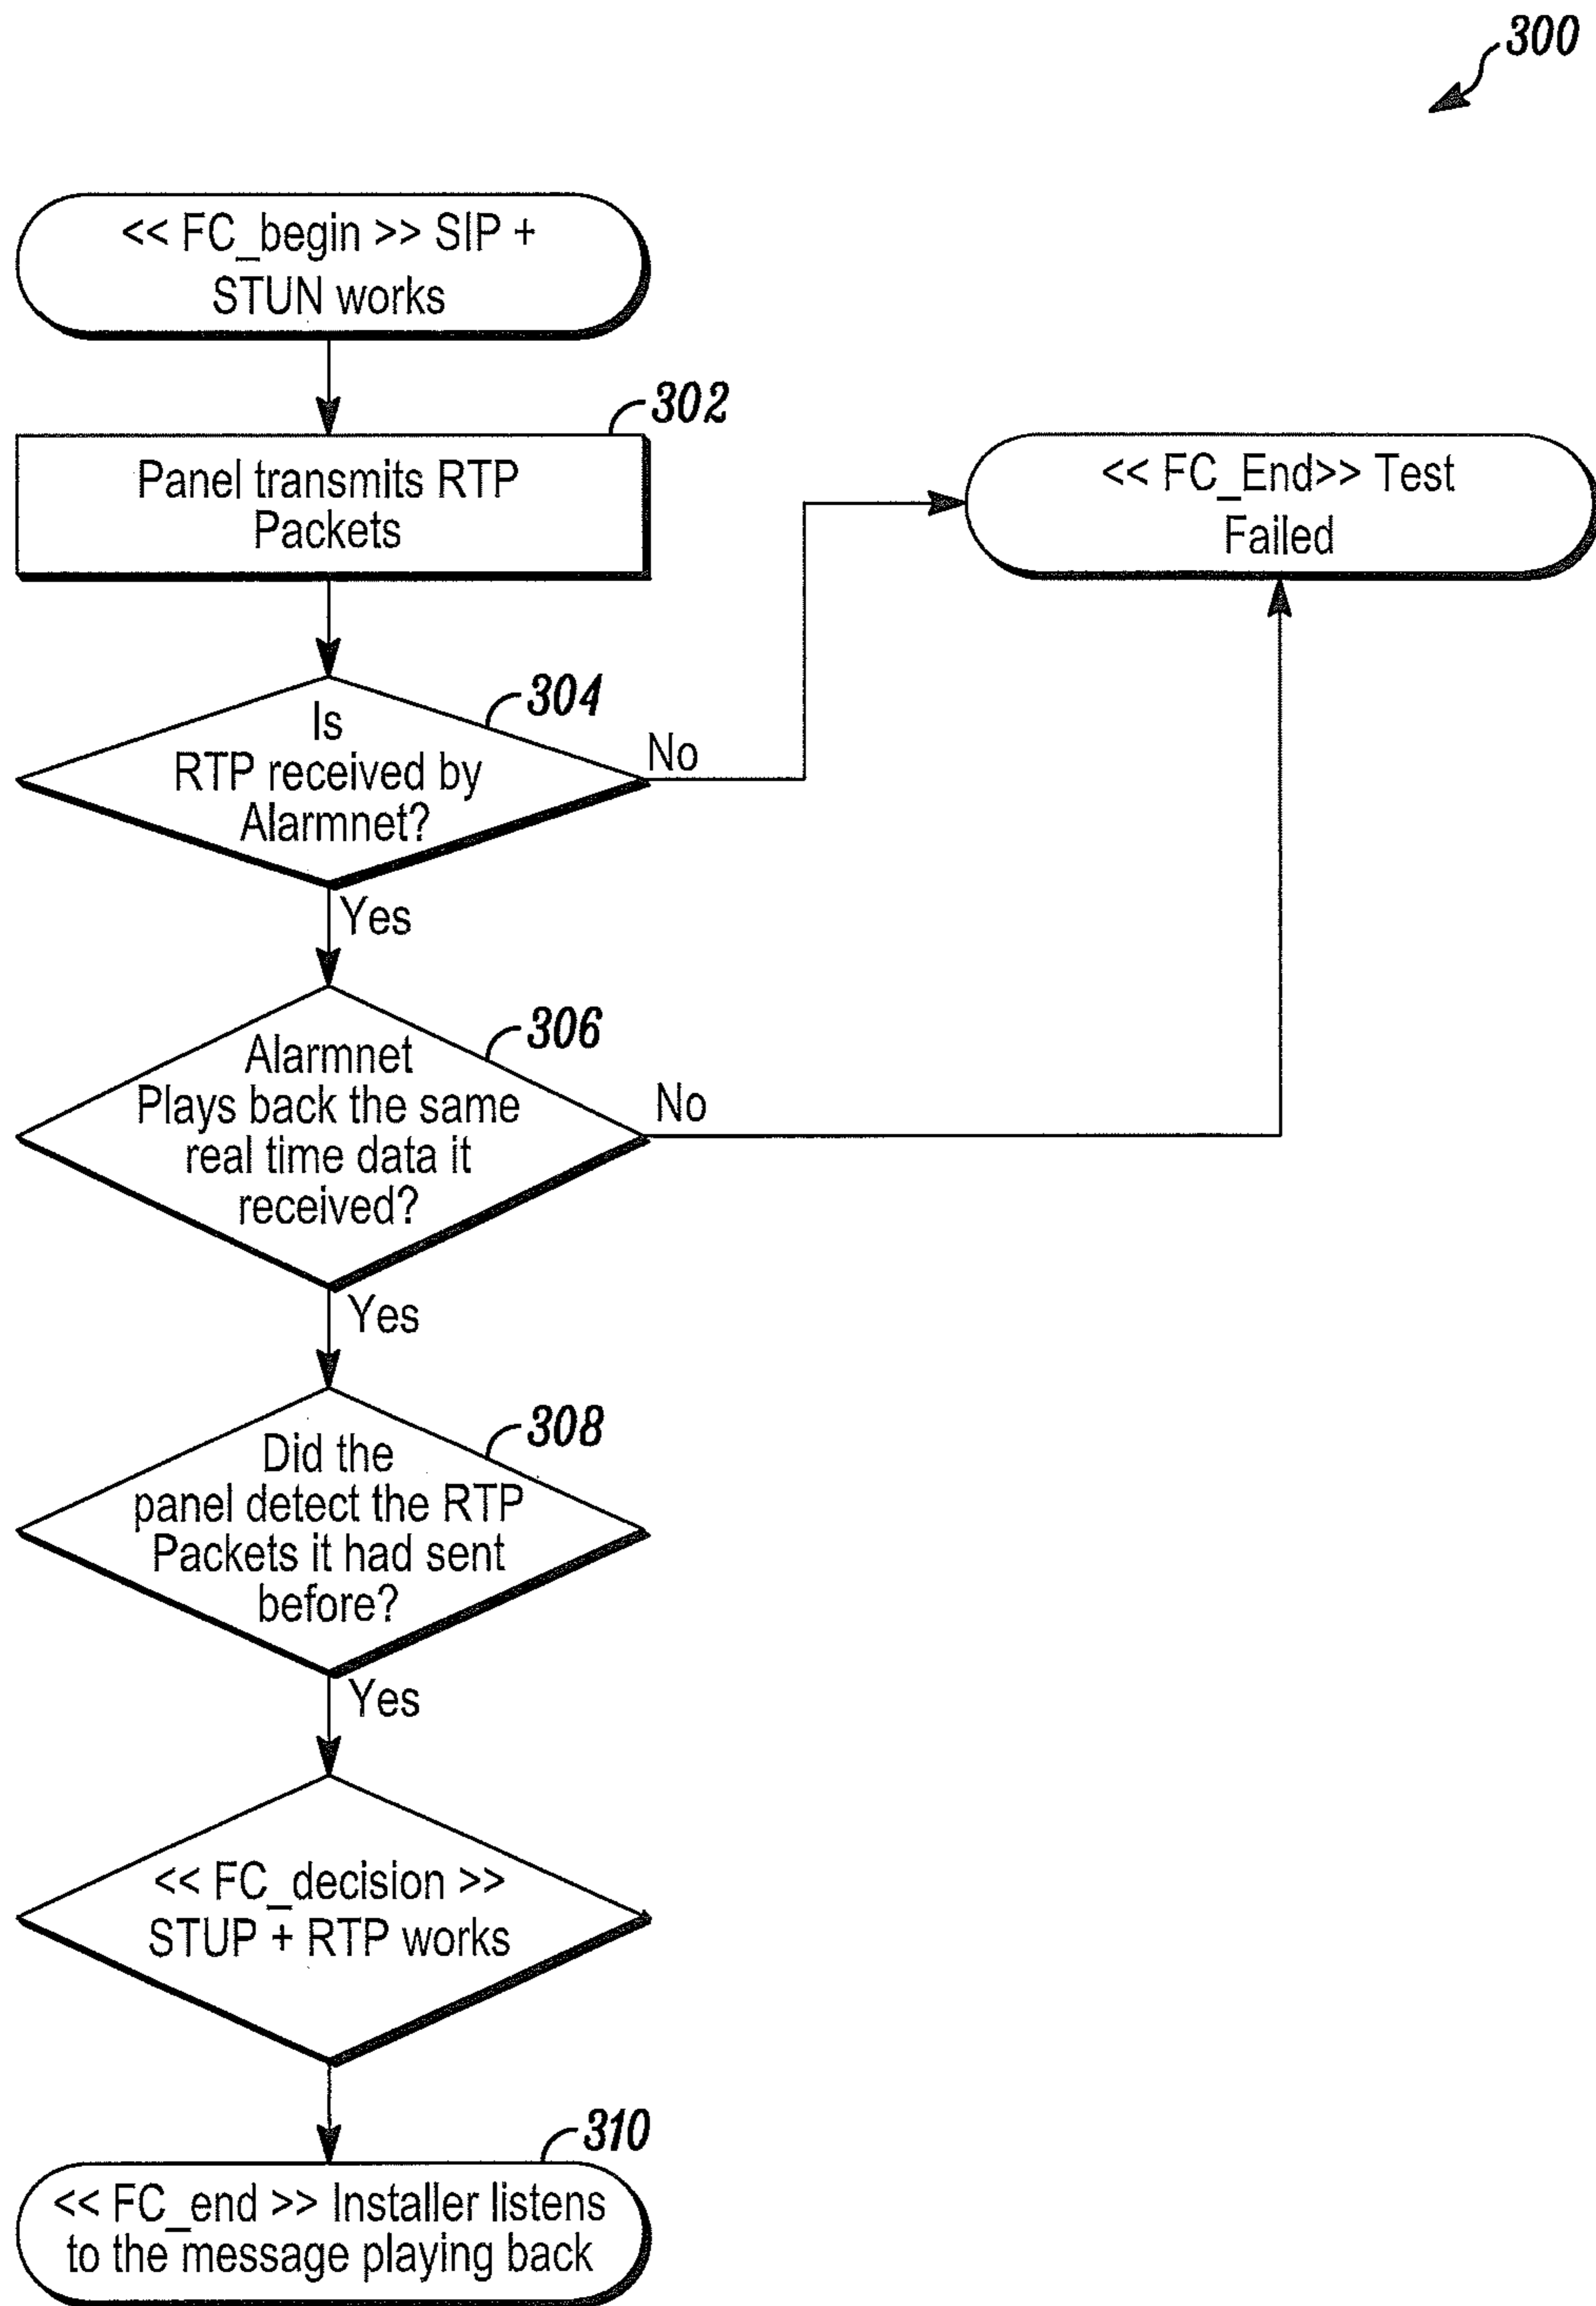 300
<< FC_begin >> SIP +
STUN works
302
Panel transmits RTP
Packets
<< FC_End>> Test
Failed
304
Is
RTP received by
Alarmnet?
No
Yes
306
Alarmnet
Plays back the same
real time data it
received?
No
Yes
308
Did the
panel detect the RTP
Packets it had sent
before?
Yes
<< FC_decision >>
STUP + RTP works
310
<< FC_end >> Installer listens
to the message playing back